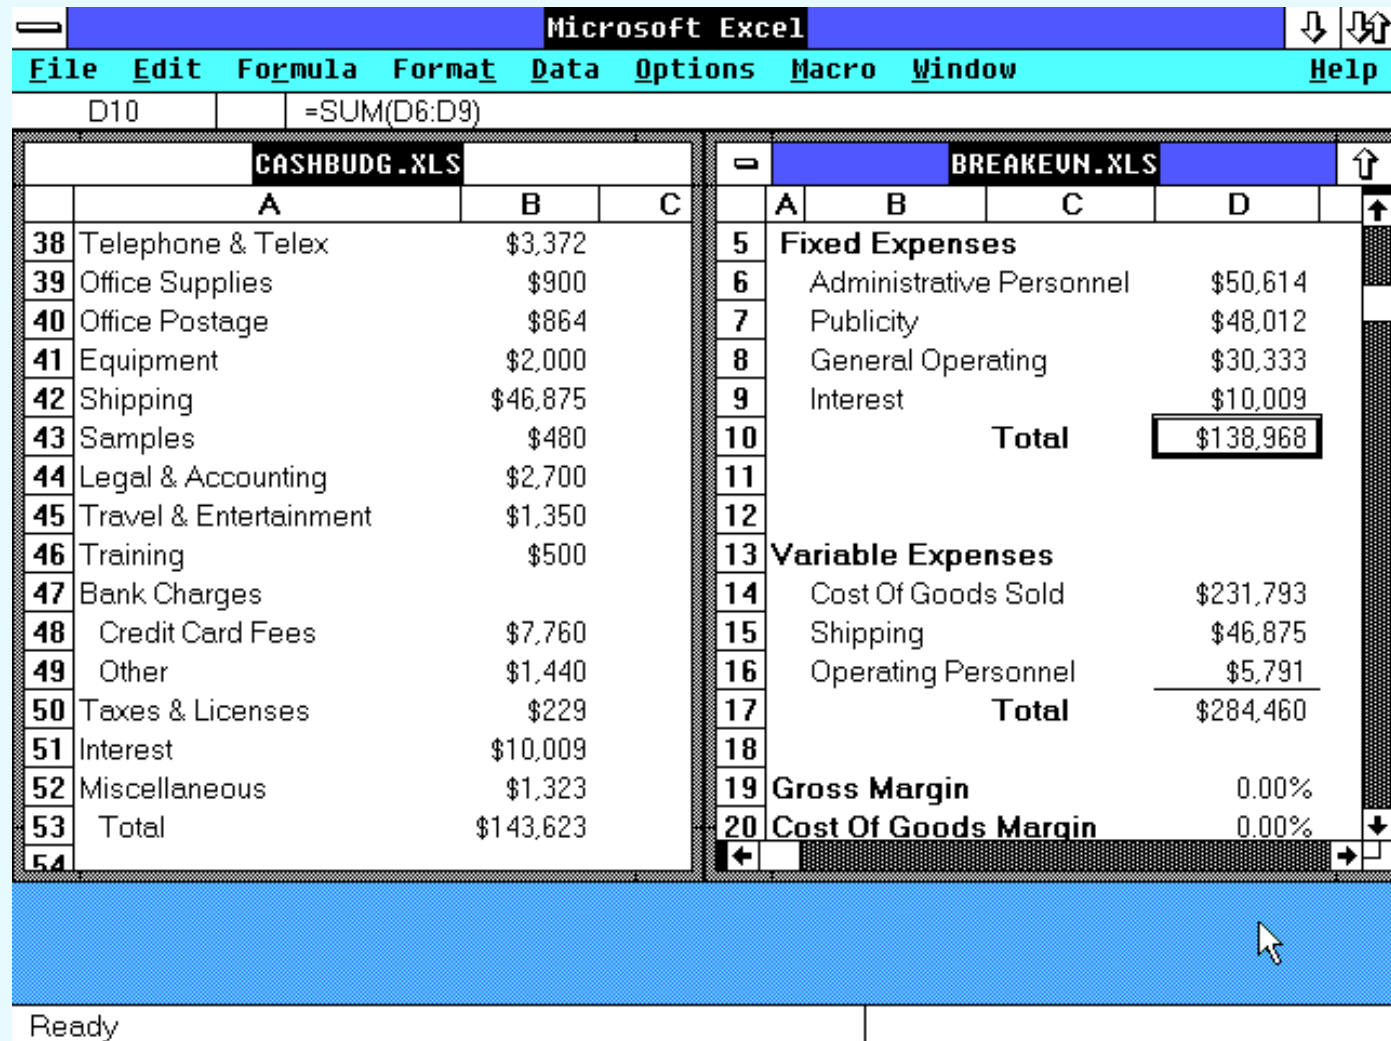 Microsoft Excel
File Edit Formula Format Data Options Macro Window Help
D10 =SUM(D6:D9)
CASHBUDG.XLS
A B C
38 Telephone & Telex $3,372
39 Office Supplies $900
40 Office Postage $864
41 Equipment $2,000
42 Shipping $46,875
43 Samples $480
44 Legal & Accounting $2,700
45 Travel & Entertainment $1,350
46 Training $500
47 Bank Charges
48 Credit Card Fees $7,760
49 Other $1,440
50 Taxes & Licenses $229
51 Interest $10,009
52 Miscellaneous $1,323
53 Total $143,623
54
BREAKEVN.XLS
A B C D
5 Fixed Expenses
6 Administrative Personnel $50,614
7 Publicity $48,012
8 General Operating $30,333
9 Interest $10,009
10 Total $138,968
11
12
13 Variable Expenses
14 Cost Of Goods Sold $231,793
15 Shipping $46,875
16 Operating Personnel $5,791
17 Total $284,460
18
19 Gross Margin 0.00%
20 Cost Of Goods Margin 0.00%
Ready